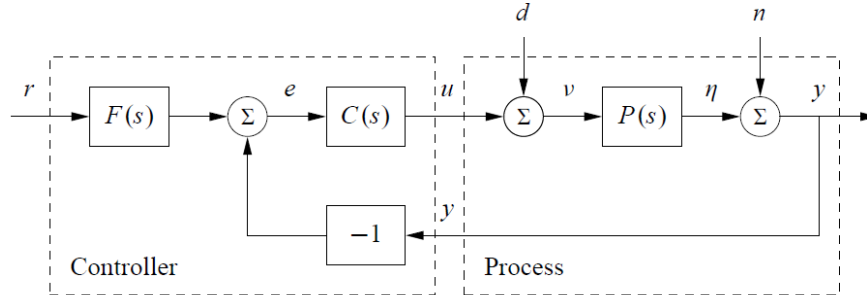 d n
r e u ν η y
F(s) Σ C(s) Σ P(s) Σ
y
−1
Controller Process